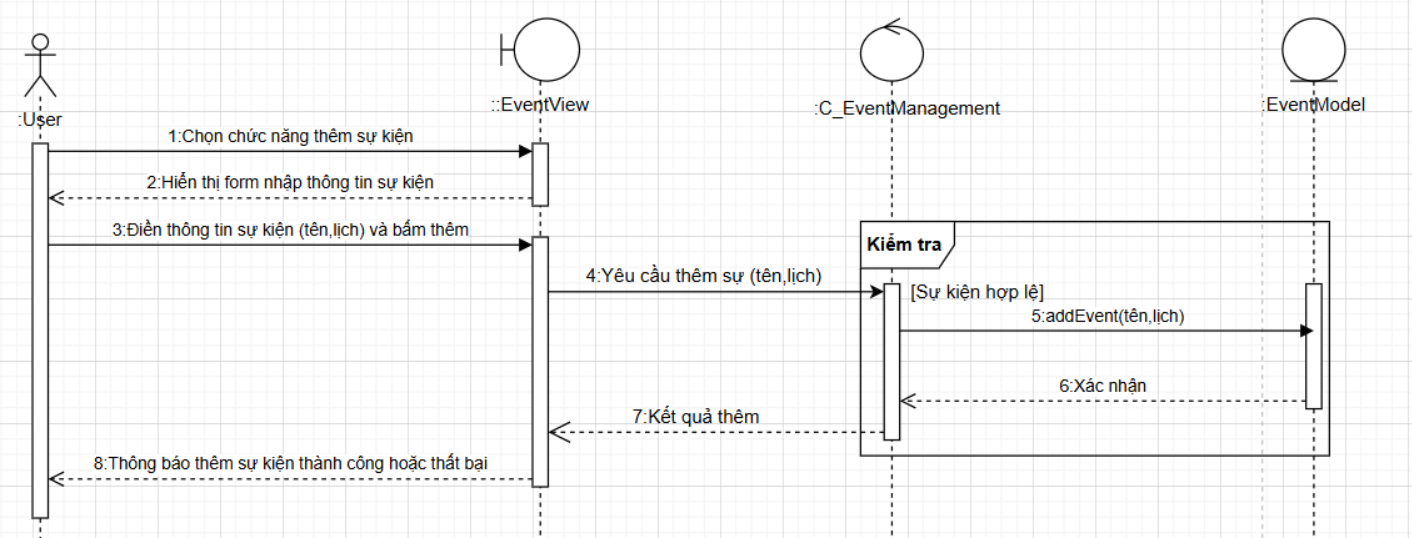 :User
::EventView
:C_EventManagement
:EventModel
1:Chọn chức năng thêm sự kiện
2:Hiển thị form nhập thông tin sự kiện
3:Điền thông tin sự kiện (tên,lịch) và bấm thêm
Kiểm tra
4:Yêu cầu thêm sự (tên,lịch)
[Sự kiện hợp lệ]
5:addEvent(tên,lịch)
6:Xác nhận
7:Kết quả thêm
8:Thông báo thêm sự kiện thành công hoặc thất bại